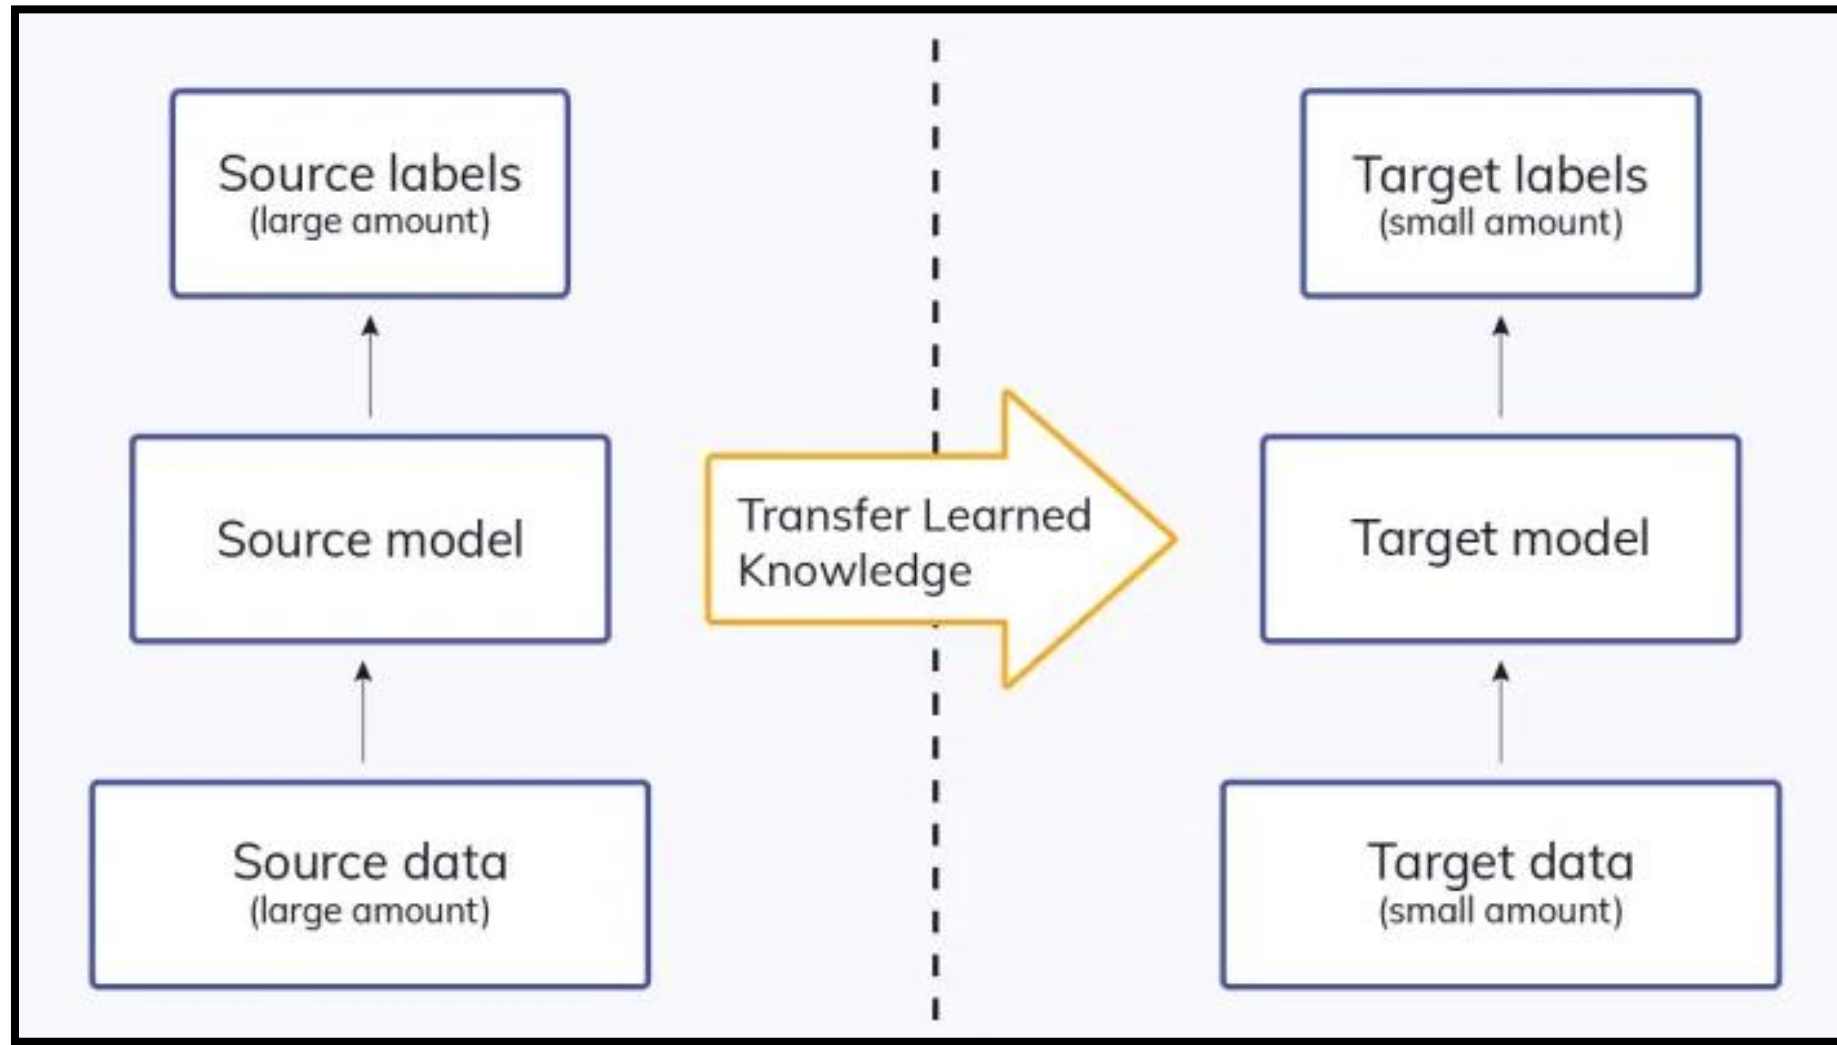 Source labels
(large amount)
Source model
Source data
(large amount)
Transfer Learned
Knowledge
Target labels
(small amount)
Target model
Target data
(small amount)